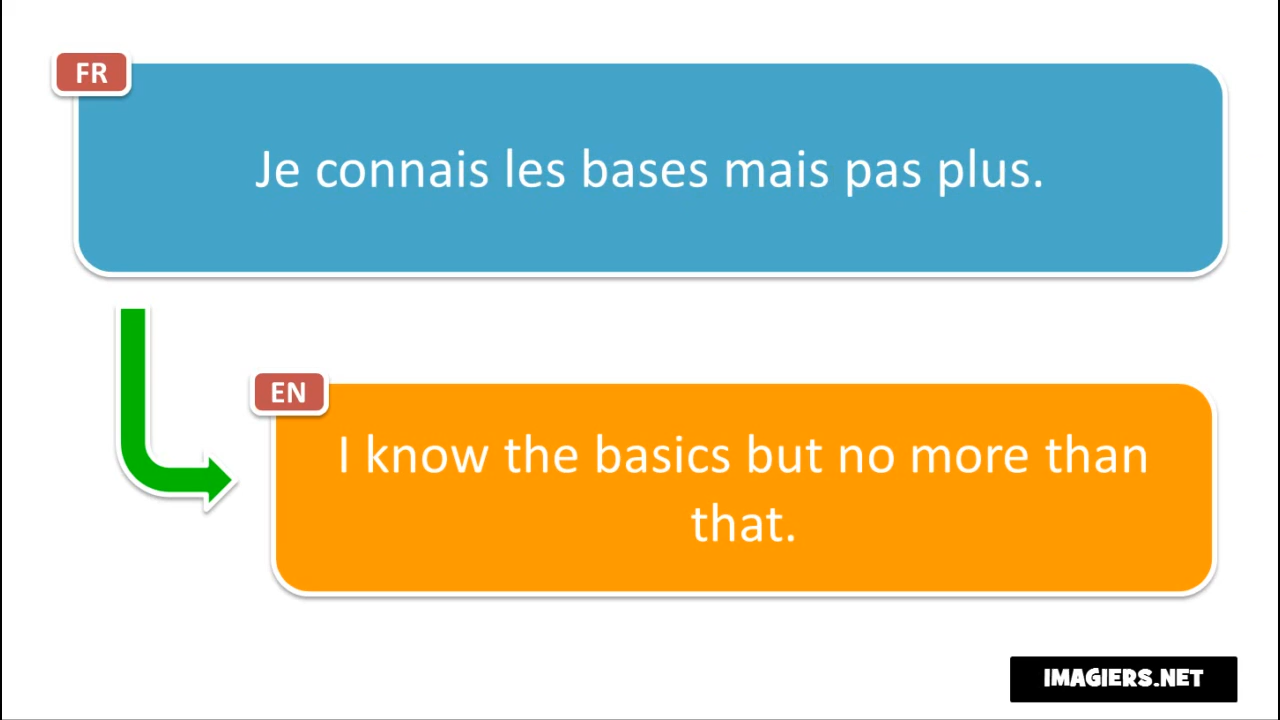 FR
Je connais les bases mais pas plus.
EN
I know the basics but no more than
that.
IMAGIERS.NET